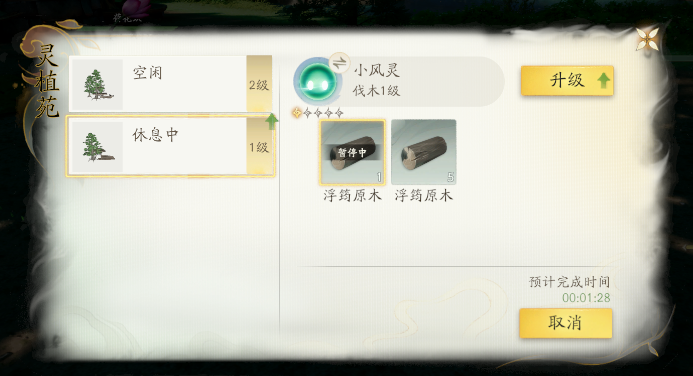 灵植苑
空闲
2级
休息中
1级
小风灵
伐木1级
升级
暂停中
1
5
浮筠原木
浮筠原木
预计完成时间
00:01:28
取消